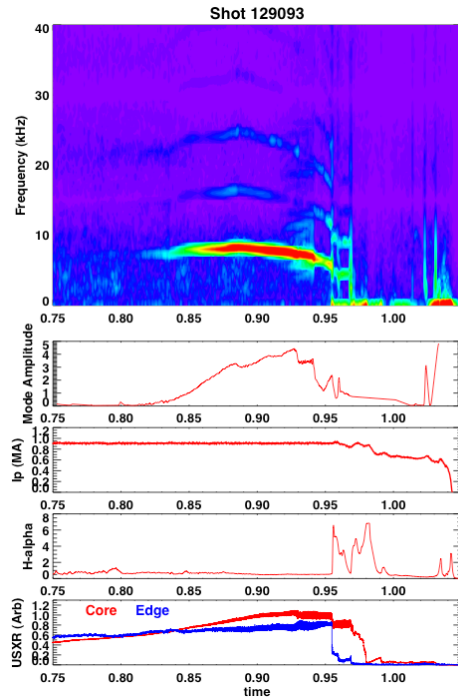 Shot 129093
Frequency (kHz)
40
30
20
10
0
0.75 0.80 0.85 0.90 0.95 1.00
Mode Amplitude
5
4
3
2
1
0
0.75 0.80 0.85 0.90 0.95 1.00
Ip (MA)
1.2
1.0
0.8
0.6
0.4
0.2
0.0
0.75 0.80 0.85 0.90 0.95 1.00
H-alpha
8
6
4
2
0
0.75 0.80 0.85 0.90 0.95 1.00
USXR (Arb)
Core Edge
1.2
1.0
0.8
0.6
0.4
0.2
0.0
0.75 0.80 0.85 0.90 0.95 1.00
time